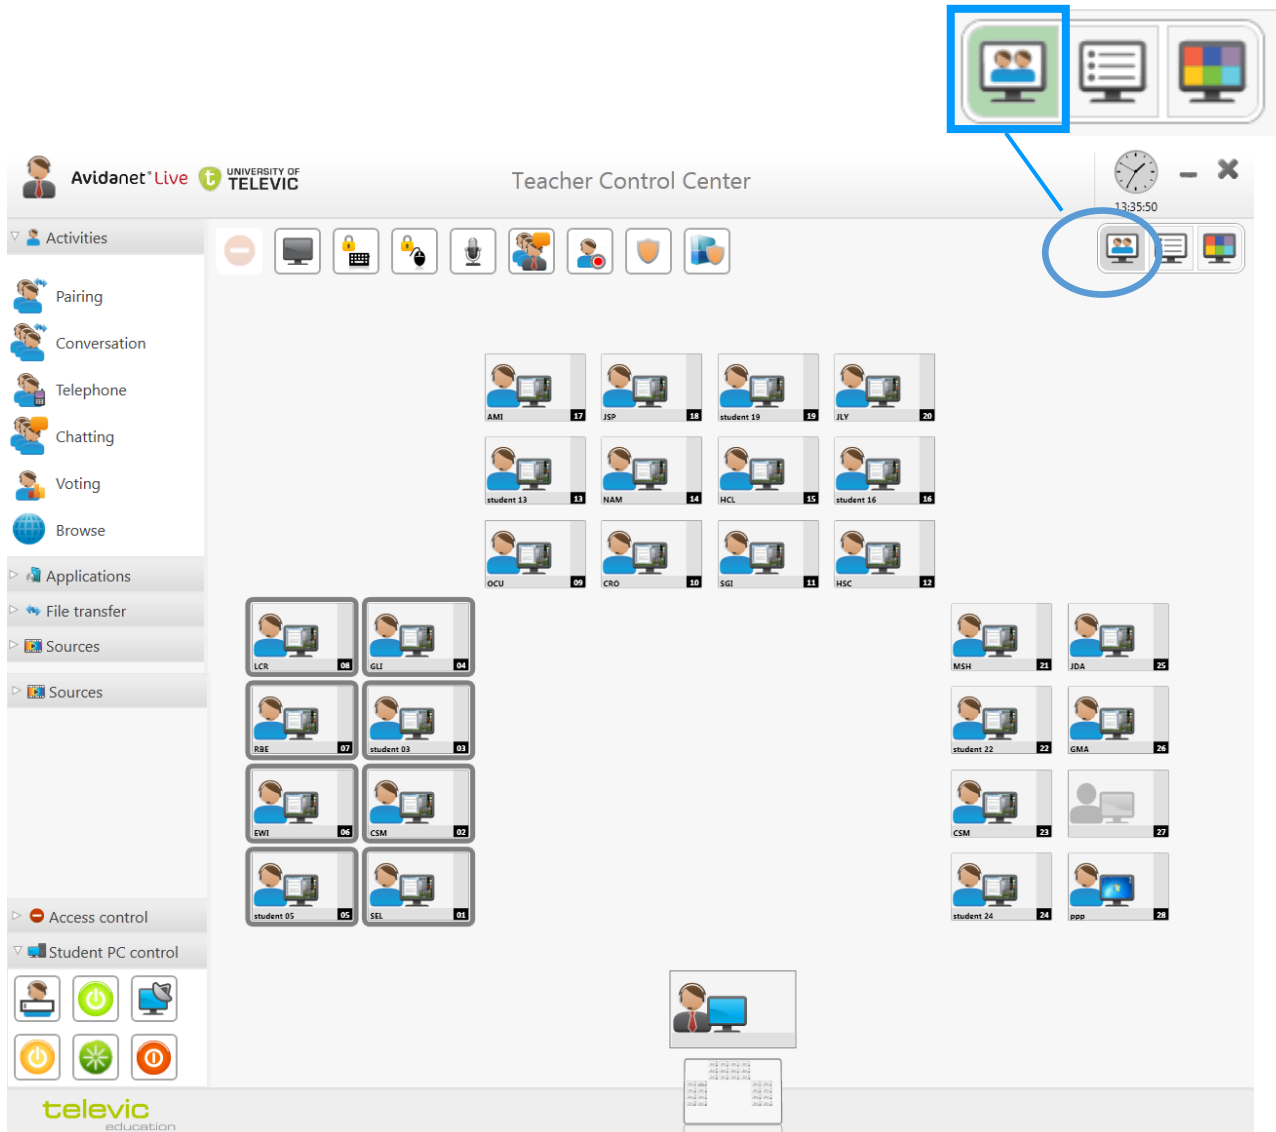 Avidanet® Live
UNIVERSITY OF
TELEVIC
Teacher Control Center
13:35:50
Activities
Pairing
Conversation
Telephone
Chatting
Voting
Browse
Applications
File transfer
Sources
Sources
Access control
Student PC control
AMI 17
JSP 18
student 19 19
JLY 20
student 13 13
NAM 14
HCL 15
student 16 16
OCU 09
CRO 10
SGI 11
HSC 12
LCR 08
GLI 04
MSH 21
JDA 25
RBE 07
student 03 03
student 22 22
GMA 26
EWI 06
CSM 02
CSM 23
27
student 05 05
SEL 01
student 24 24
ppp 28
televic
education